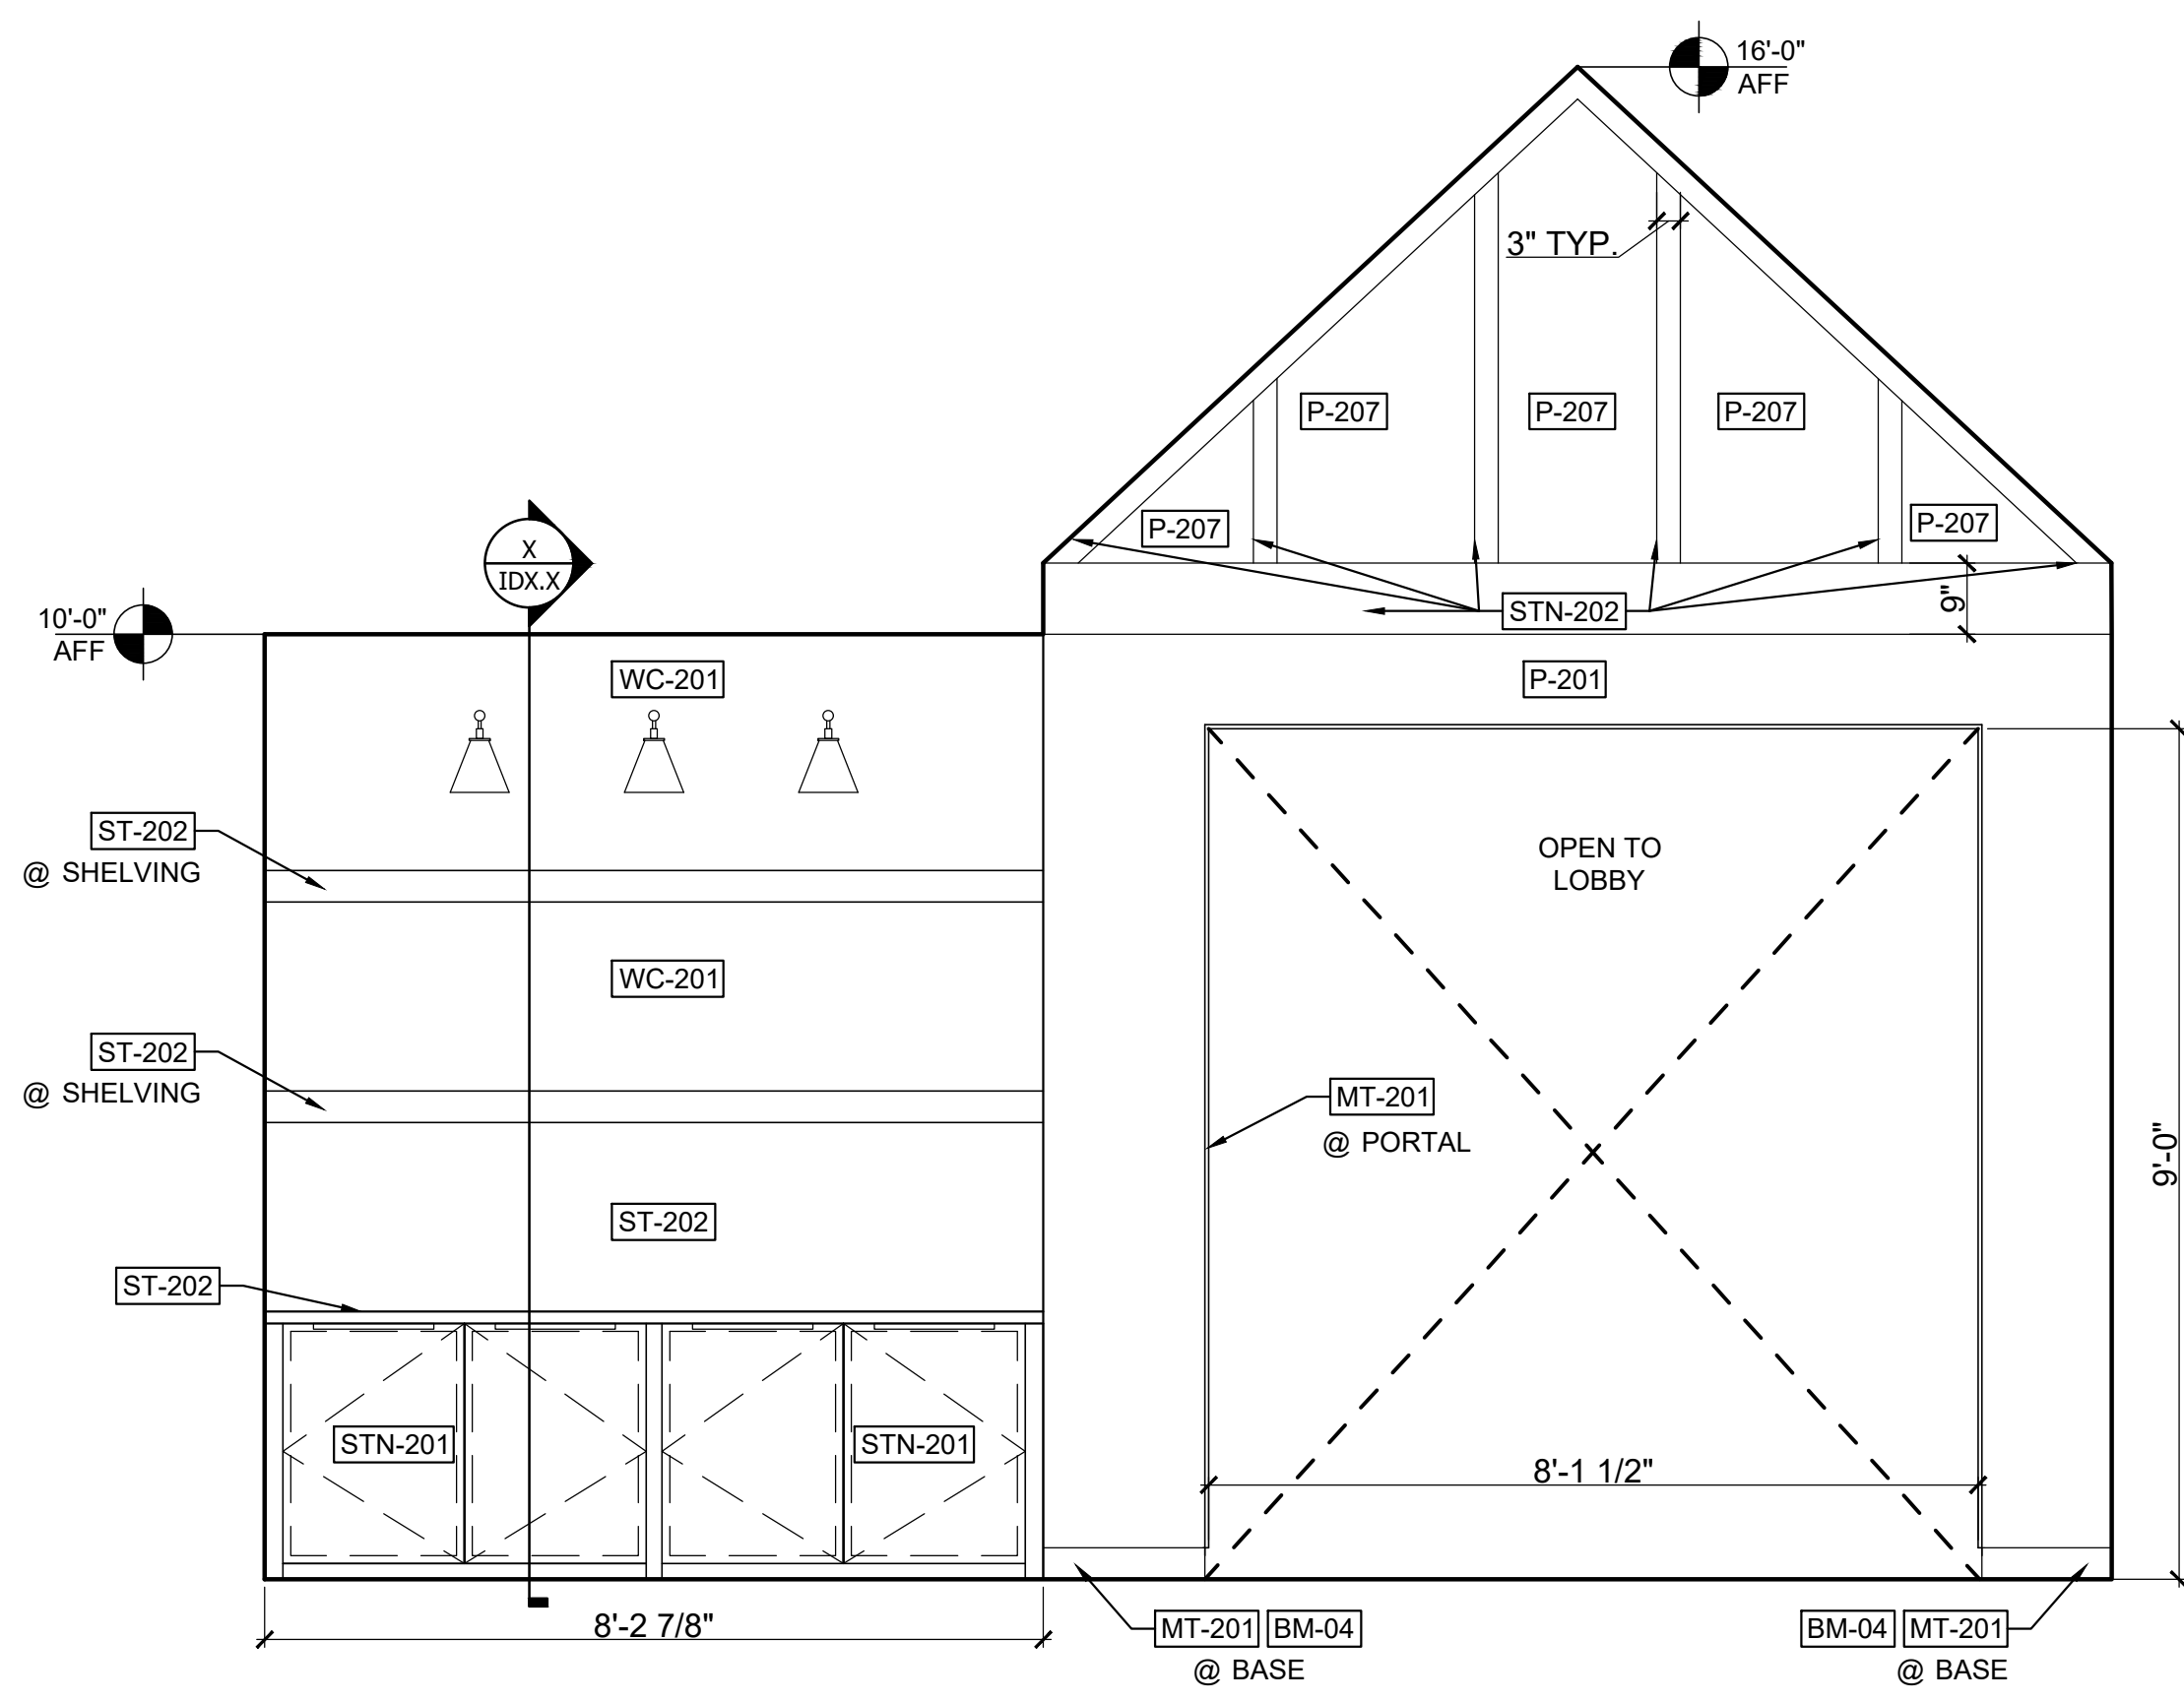 16'-0"
AFF
3" TYP.
P-207
P-207
P-207
P-207
P-207
X
IDX.X
STN-202
9"
10'-0"
AFF
WC-201
P-201
ST-202
@ SHELVING
OPEN TO
LOBBY
WC-201
ST-202
@ SHELVING
MT-201
@ PORTAL
9'-0"
ST-202
ST-202
STN-201
STN-201
8'-1 1/2"
8'-2 7/8"
MT-201 BM-04
@ BASE
BM-04 MT-201
@ BASE